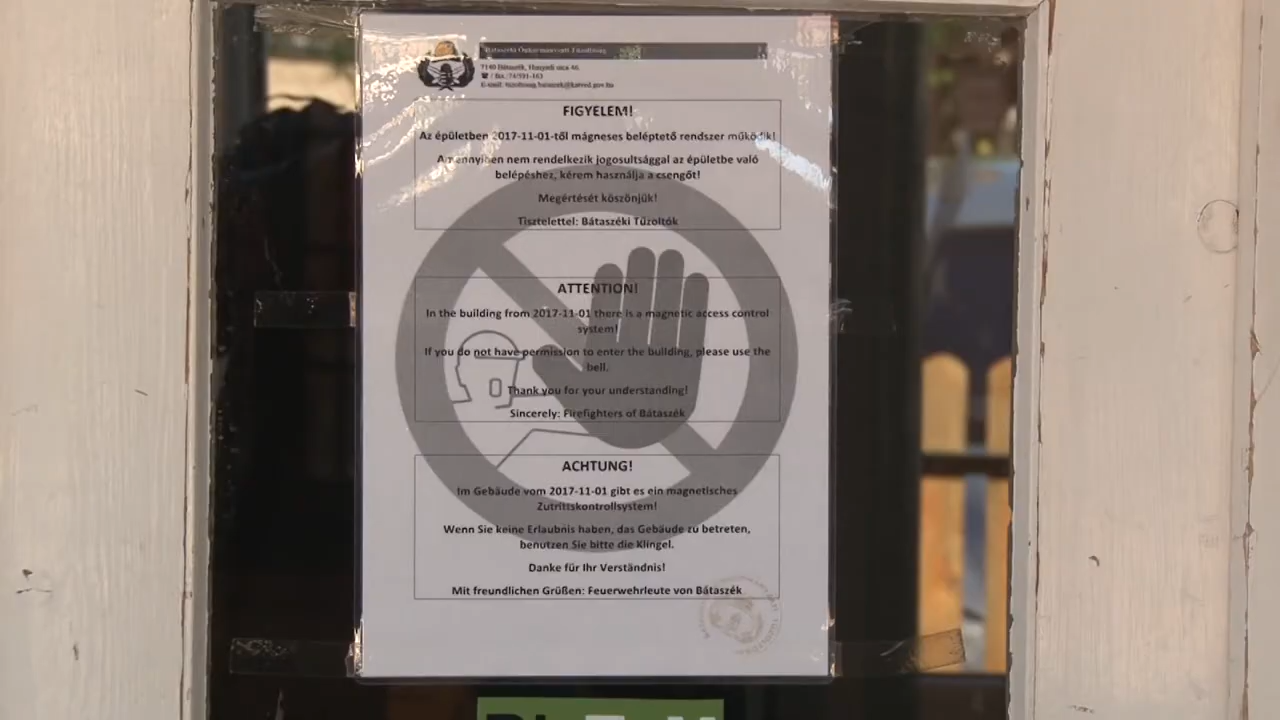 Bátaszéki Önkormányzati Tűzoltóság
7140 Bátaszék, Hunyadi utca 46.
☎ / fax.:74/591-163
E-mail: tuzoltosag.bataszek@katved.gov.hu
FIGYELEM!
Az épületben 2017-11-01-től mágneses beléptető rendszer működik!
Amennyiben nem rendelkezik jogosultsággal az épületbe való
belépéshez, kérem használja a csengőt!
Megértését köszönjük!
Tisztelettel: Bátaszéki Tűzoltók
ATTENTION!
In the building from 2017-11-01 there is a magnetic access control
system!
If you do not have permission to enter the building, please use the
bell.
Thank you for your understanding!
Sincerely: Firefighters of Bátaszék
ACHTUNG!
Im Gebäude vom 2017-11-01 gibt es ein magnetisches
Zutrittskontrollsystem!
Wenn Sie keine Erlaubnis haben, das Gebäude zu betreten,
benutzen Sie bitte die Klingel.
Danke für Ihr Verständnis!
Mit freundlichen Grüßen: Feuerwehrleute von Bátaszék